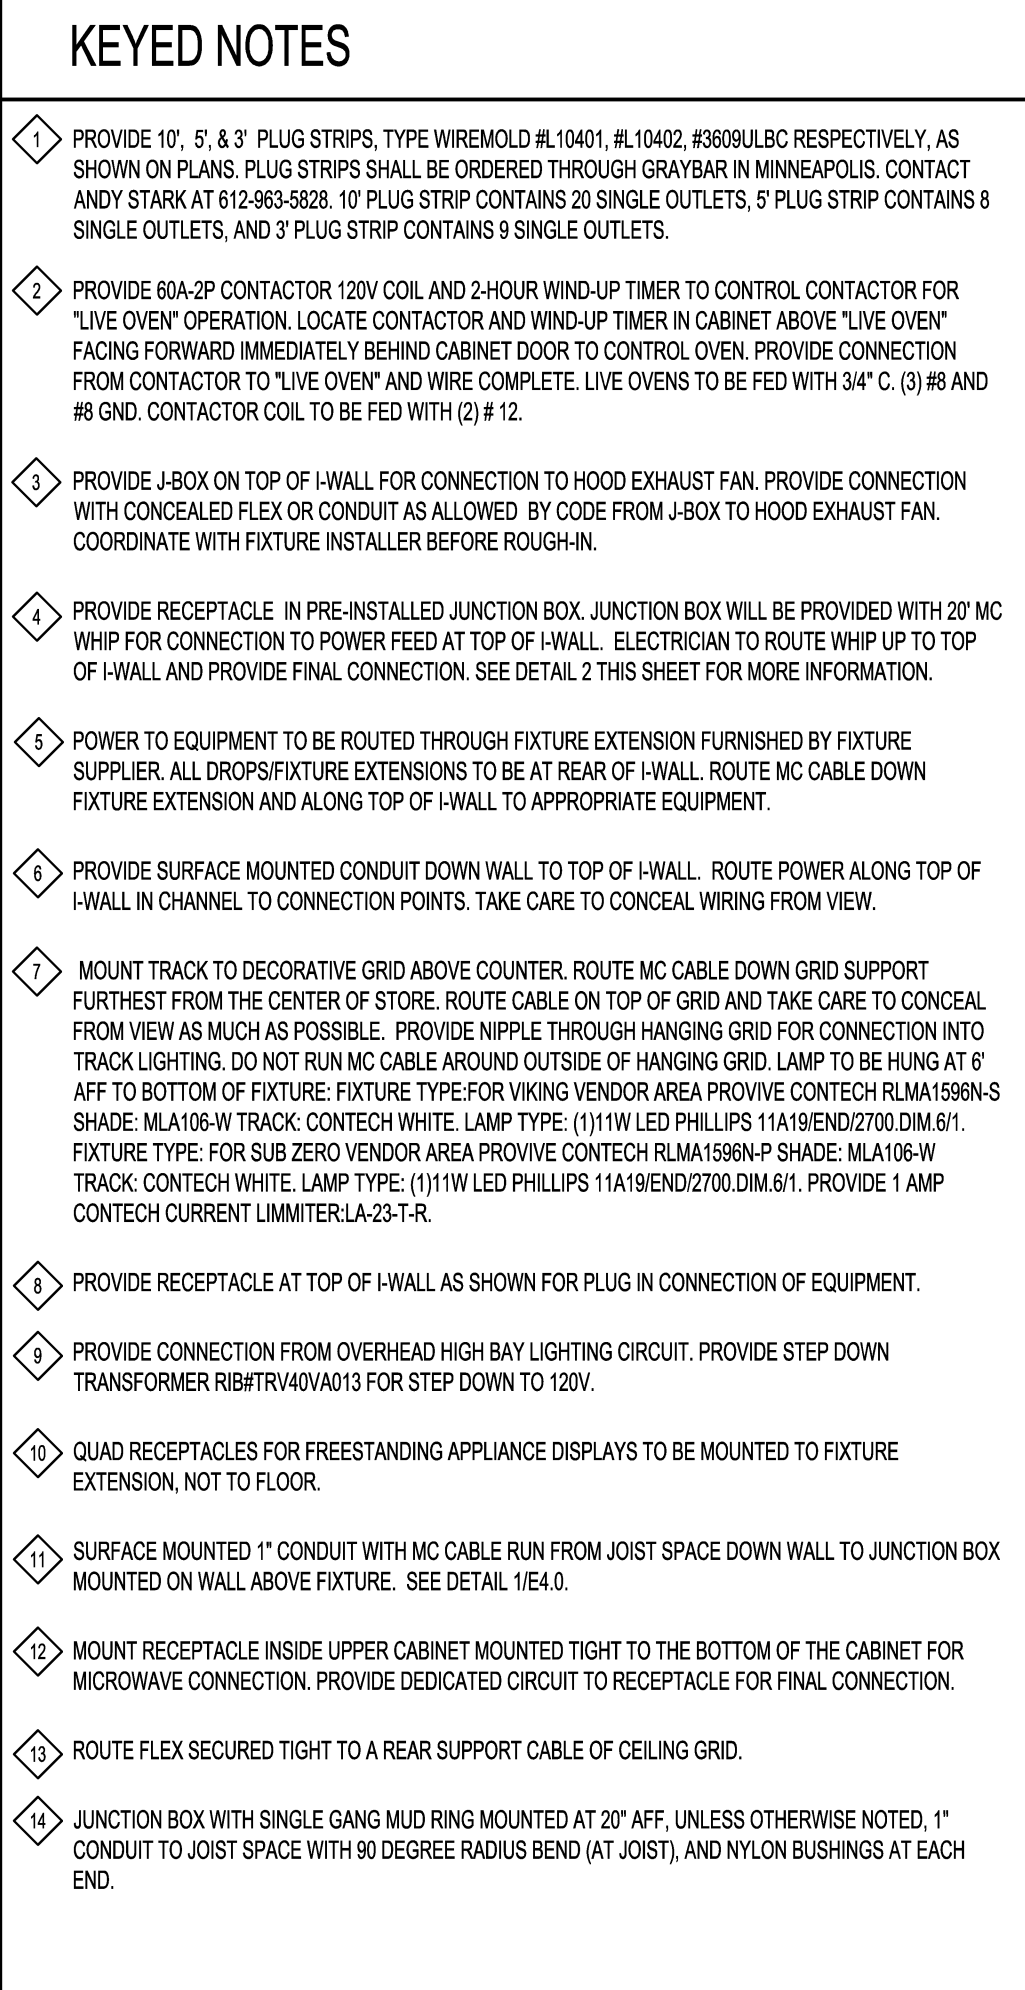 KEYED NOTES
1 PROVIDE 10', 5', & 3' PLUG STRIPS, TYPE WIREMOLD #L10401, #L10402, #3609ULBC RESPECTIVELY, AS
SHOWN ON PLANS. PLUG STRIPS SHALL BE ORDERED THROUGH GRAYBAR IN MINNEAPOLIS. CONTACT
ANDY STARK AT 612-963-5828. 10' PLUG STRIP CONTAINS 20 SINGLE OUTLETS, 5' PLUG STRIP CONTAINS 8
SINGLE OUTLETS, AND 3' PLUG STRIP CONTAINS 9 SINGLE OUTLETS.
2 PROVIDE 60A-2P CONTACTOR 120V COIL AND 2-HOUR WIND-UP TIMER TO CONTROL CONTACTOR FOR
"LIVE OVEN" OPERATION. LOCATE CONTACTOR AND WIND-UP TIMER IN CABINET ABOVE "LIVE OVEN"
FACING FORWARD IMMEDIATELY BEHIND CABINET DOOR TO CONTROL OVEN. PROVIDE CONNECTION
FROM CONTACTOR TO "LIVE OVEN" AND WIRE COMPLETE. LIVE OVENS TO BE FED WITH 3/4" C. (3) #8 AND
#8 GND. CONTACTOR COIL TO BE FED WITH (2) # 12.
3 PROVIDE J-BOX ON TOP OF I-WALL FOR CONNECTION TO HOOD EXHAUST FAN. PROVIDE CONNECTION
WITH CONCEALED FLEX OR CONDUIT AS ALLOWED BY CODE FROM J-BOX TO HOOD EXHAUST FAN.
COORDINATE WITH FIXTURE INSTALLER BEFORE ROUGH-IN.
4 PROVIDE RECEPTACLE IN PRE-INSTALLED JUNCTION BOX. JUNCTION BOX WILL BE PROVIDED WITH 20' MC
WHIP FOR CONNECTION TO POWER FEED AT TOP OF I-WALL. ELECTRICIAN TO ROUTE WHIP UP TO TOP
OF I-WALL AND PROVIDE FINAL CONNECTION. SEE DETAIL 2 THIS SHEET FOR MORE INFORMATION.
5 POWER TO EQUIPMENT TO BE ROUTED THROUGH FIXTURE EXTENSION FURNISHED BY FIXTURE
SUPPLIER. ALL DROPS/FIXTURE EXTENSIONS TO BE AT REAR OF I-WALL. ROUTE MC CABLE DOWN
FIXTURE EXTENSION AND ALONG TOP OF I-WALL TO APPROPRIATE EQUIPMENT.
6 PROVIDE SURFACE MOUNTED CONDUIT DOWN WALL TO TOP OF I-WALL. ROUTE POWER ALONG TOP OF
I-WALL IN CHANNEL TO CONNECTION POINTS. TAKE CARE TO CONCEAL WIRING FROM VIEW.
7 MOUNT TRACK TO DECORATIVE GRID ABOVE COUNTER. ROUTE MC CABLE DOWN GRID SUPPORT
FURTHEST FROM THE CENTER OF STORE. ROUTE CABLE ON TOP OF GRID AND TAKE CARE TO CONCEAL
FROM VIEW AS MUCH AS POSSIBLE. PROVIDE NIPPLE THROUGH HANGING GRID FOR CONNECTION INTO
TRACK LIGHTING. DO NOT RUN MC CABLE AROUND OUTSIDE OF HANGING GRID. LAMP TO BE HUNG AT 6'
AFF TO BOTTOM OF FIXTURE: FIXTURE TYPE:FOR VIKING VENDOR AREA PROVIVE CONTECH RLMA1596N-S
SHADE: MLA106-W TRACK: CONTECH WHITE. LAMP TYPE: (1)11W LED PHILLIPS 11A19/END/2700.DIM.6/1.
FIXTURE TYPE: FOR SUB ZERO VENDOR AREA PROVIVE CONTECH RLMA1596N-P SHADE: MLA106-W
TRACK: CONTECH WHITE. LAMP TYPE: (1)11W LED PHILLIPS 11A19/END/2700.DIM.6/1. PROVIDE 1 AMP
CONTECH CURRENT LIMMITER:LA-23-T-R.
8 PROVIDE RECEPTACLE AT TOP OF I-WALL AS SHOWN FOR PLUG IN CONNECTION OF EQUIPMENT.
9 PROVIDE CONNECTION FROM OVERHEAD HIGH BAY LIGHTING CIRCUIT. PROVIDE STEP DOWN
TRANSFORMER RIB#TRV40VA013 FOR STEP DOWN TO 120V.
10 QUAD RECEPTACLES FOR FREESTANDING APPLIANCE DISPLAYS TO BE MOUNTED TO FIXTURE
EXTENSION, NOT TO FLOOR.
11 SURFACE MOUNTED 1" CONDUIT WITH MC CABLE RUN FROM JOIST SPACE DOWN WALL TO JUNCTION BOX
MOUNTED ON WALL ABOVE FIXTURE. SEE DETAIL 1/E4.0.
12 MOUNT RECEPTACLE INSIDE UPPER CABINET MOUNTED TIGHT TO THE BOTTOM OF THE CABINET FOR
MICROWAVE CONNECTION. PROVIDE DEDICATED CIRCUIT TO RECEPTACLE FOR FINAL CONNECTION.
13 ROUTE FLEX SECURED TIGHT TO A REAR SUPPORT CABLE OF CEILING GRID.
14 JUNCTION BOX WITH SINGLE GANG MUD RING MOUNTED AT 20" AFF, UNLESS OTHERWISE NOTED, 1"
CONDUIT TO JOIST SPACE WITH 90 DEGREE RADIUS BEND (AT JOIST), AND NYLON BUSHINGS AT EACH
END.